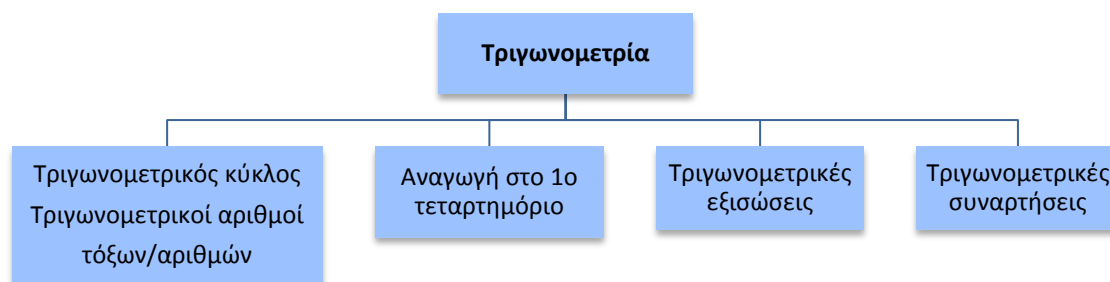 Τριγωνομετρία
Τριγωνομετρικός κύκλος
Τριγωνομετρικοί αριθμοί
τόξων/αριθμών
Αναγωγή στο 1ο
τεταρτημόριο
Τριγωνομετρικές
εξισώσεις
Τριγωνομετρικές
συναρτήσεις